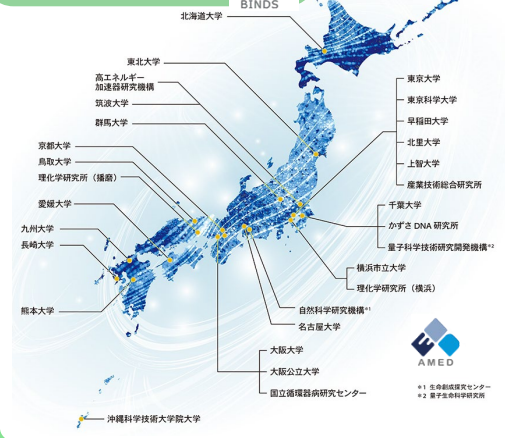 BINDS
北海道大学
東北大学
高エネルギー
加速器研究機構
筑波大学
群馬大学
京都大学
鳥取大学
理化学研究所（播磨）
愛媛大学
九州大学
長崎大学
熊本大学
東京大学
東京科学大学
早稲田大学
北里大学
上智大学
産業技術総合研究所
千葉大学
かずさ DNA 研究所
量子科学技術研究開発機構*2
横浜市立大学
理化学研究所（横浜）
自然科学研究機構*1
名古屋大学
大阪大学
大阪公立大学
国立循環器病研究センター
沖縄科学技術大学院大学
AMED
*1 生命創成探究センター
*2 量子生命科学研究所